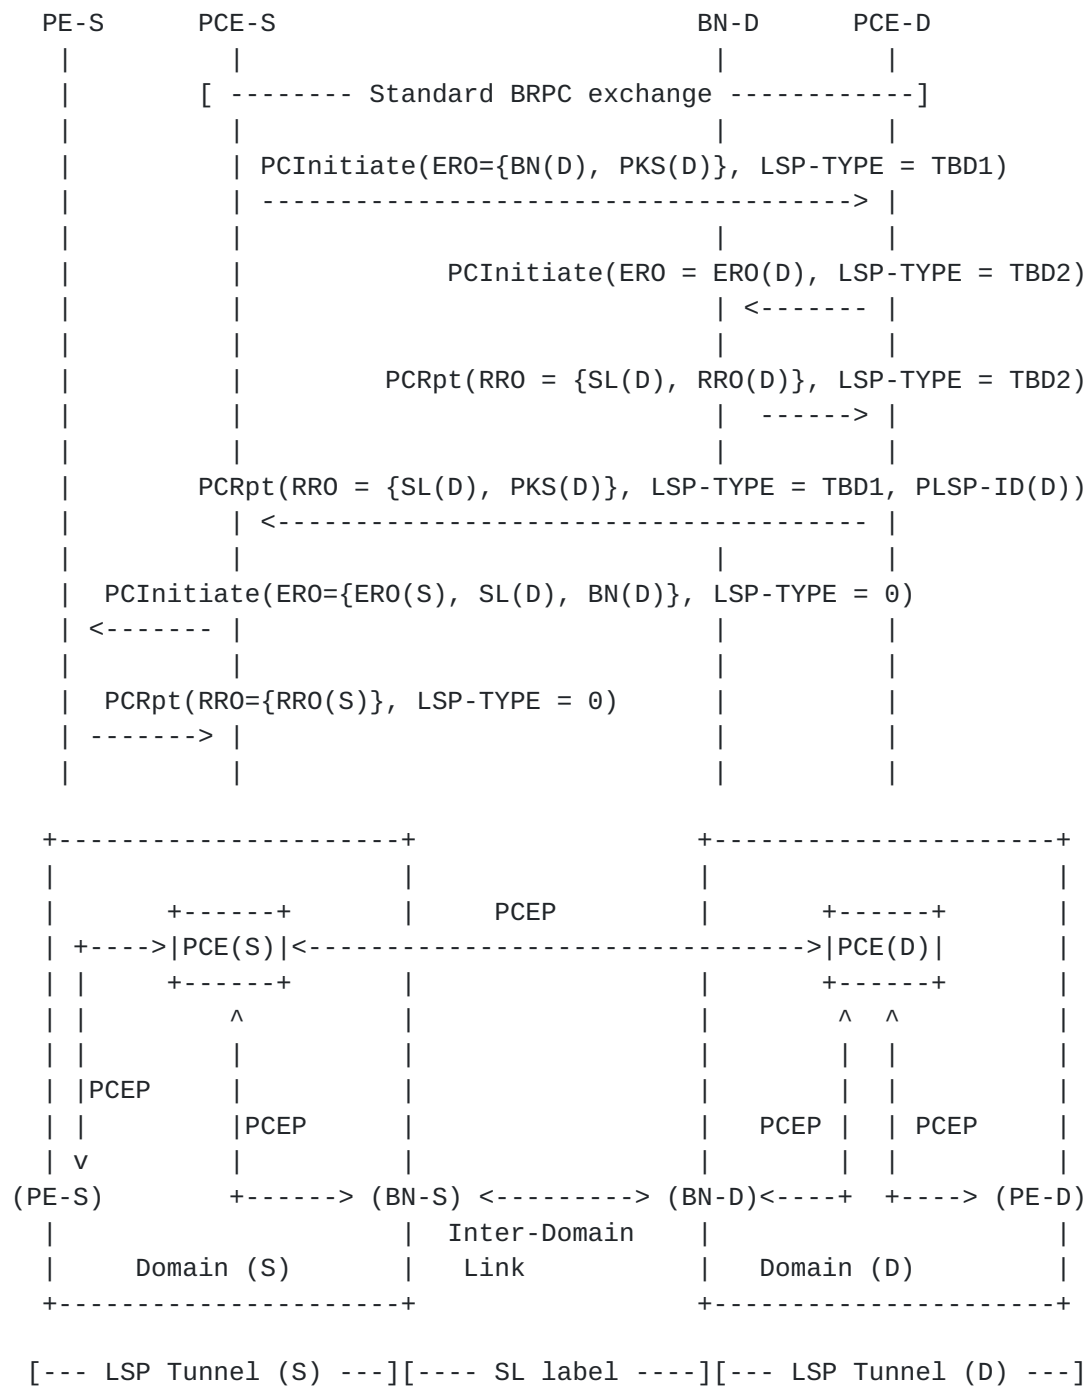 PE-S PCE-S BN-D PCE-D
[ -------- Standard BRPC exchange ------------]
PCInitiate(ERO={BN(D), PKS(D)}, LSP-TYPE = TBD1)
PCInitiate(ERO = ERO(D), LSP-TYPE = TBD2)
PCRpt(RRO = {SL(D), RRO(D)}, LSP-TYPE = TBD2)
PCRpt(RRO = {SL(D), PKS(D)}, LSP-TYPE = TBD1, PLSP-ID(D))
PCInitiate(ERO={ERO(S), SL(D), BN(D)}, LSP-TYPE = 0)
PCRpt(RRO={RRO(S)}, LSP-TYPE = 0)
PCEP
PCE(S) PCE(D)
PCEP
PCEP PCEP PCEP
(PE-S) (BN-S) (BN-D) (PE-D)
Inter-Domain
Domain (S) Link Domain (D)
[--- LSP Tunnel (S) ---][---- SL label ----][--- LSP Tunnel (D) ---]